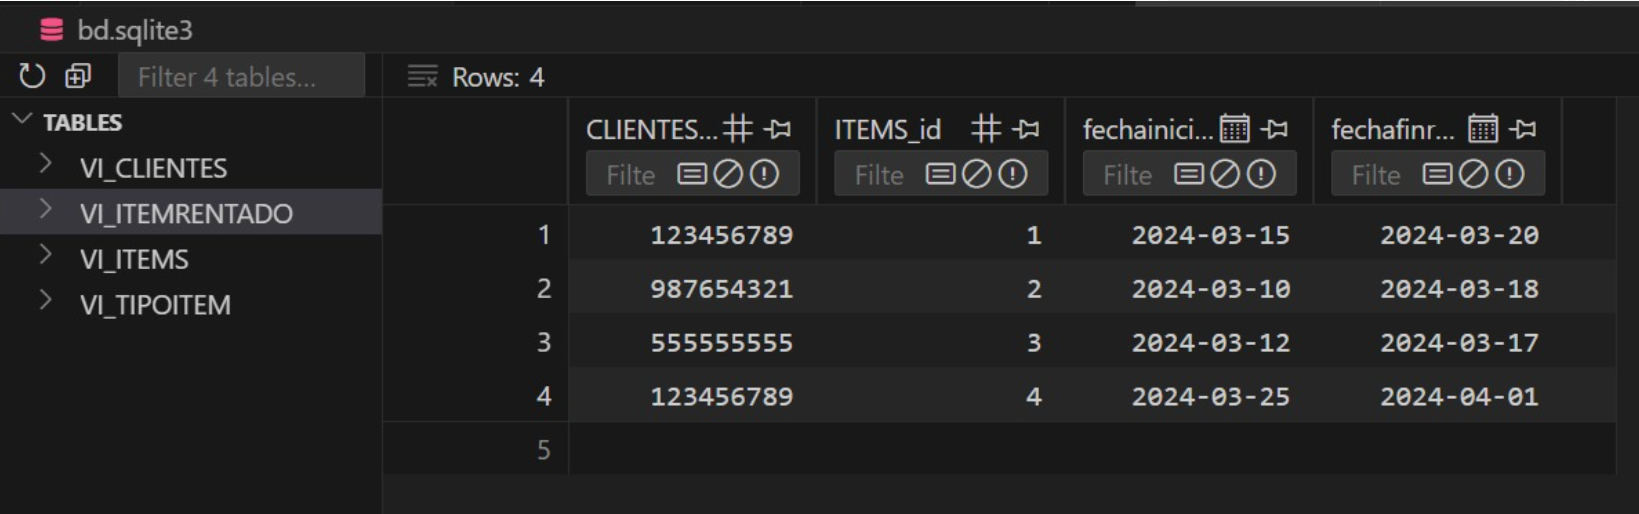 bd.sqlite3
Filter 4 tables...
Rows: 4
TABLES
VI_CLIENTES
VI_ITEMRENTADO
VI_ITEMS
VI_TIPOITEM
CLIENTES... ITEMS_id fechainici... fechafinr...
Filte Filte Filte Filte
1 123456789 1 2024-03-15 2024-03-20
2 987654321 2 2024-03-10 2024-03-18
3 555555555 3 2024-03-12 2024-03-17
4 123456789 4 2024-03-25 2024-04-01
5